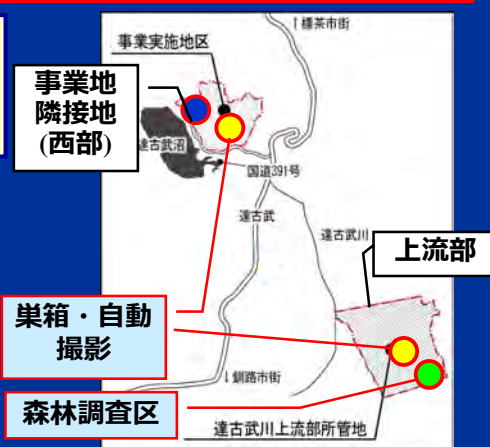 ↑標茶市街
事業実施地区
事業地
隣接地
(西部)
達古武沼
国道391号
達古武
達古武川
上流部
巣箱・自動
撮影
↓釧路市街
森林調査区
達古武川上流部所管地